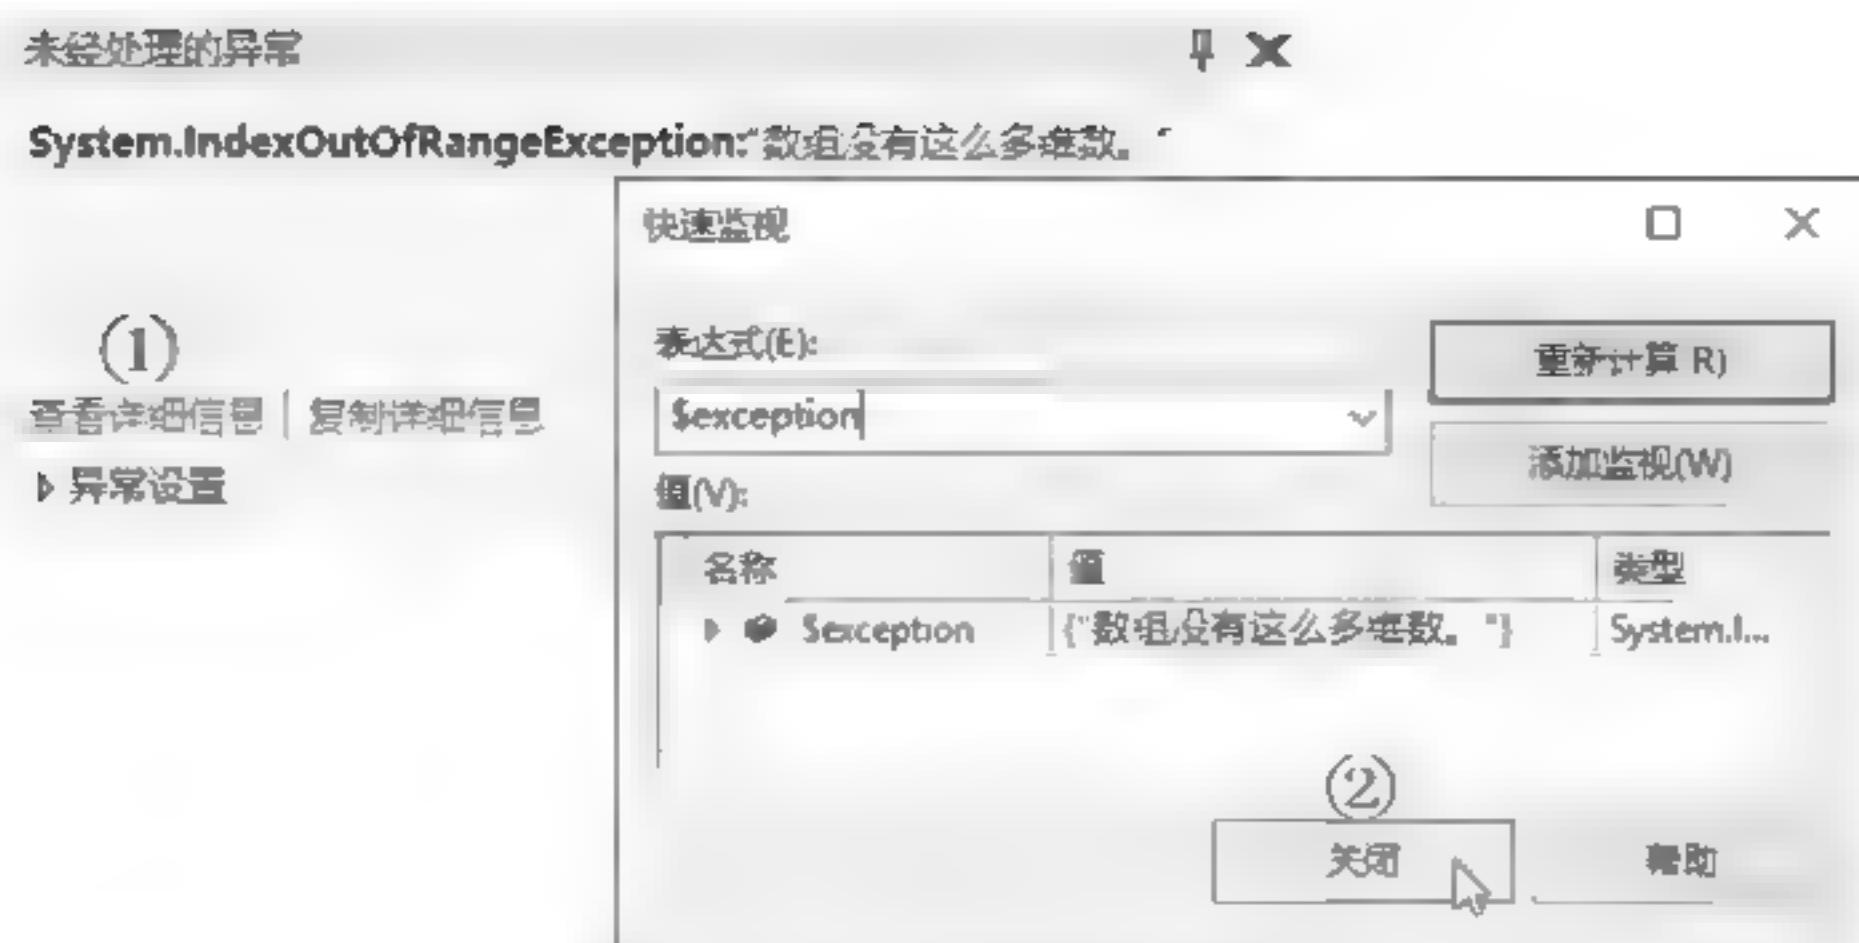 未经处理的异常
System.IndexOutOfRangeException:"数组没有这么多维数。"
快速监视
(1)
表达式(E):
重新计算 R)
查看详细信息 | 复制详细信息
$exception
添加监视(W)
异常设置
值(V):
名称 值 类型
$exception {"数组没有这么多维数。"} System.I...
②
关闭 帮助